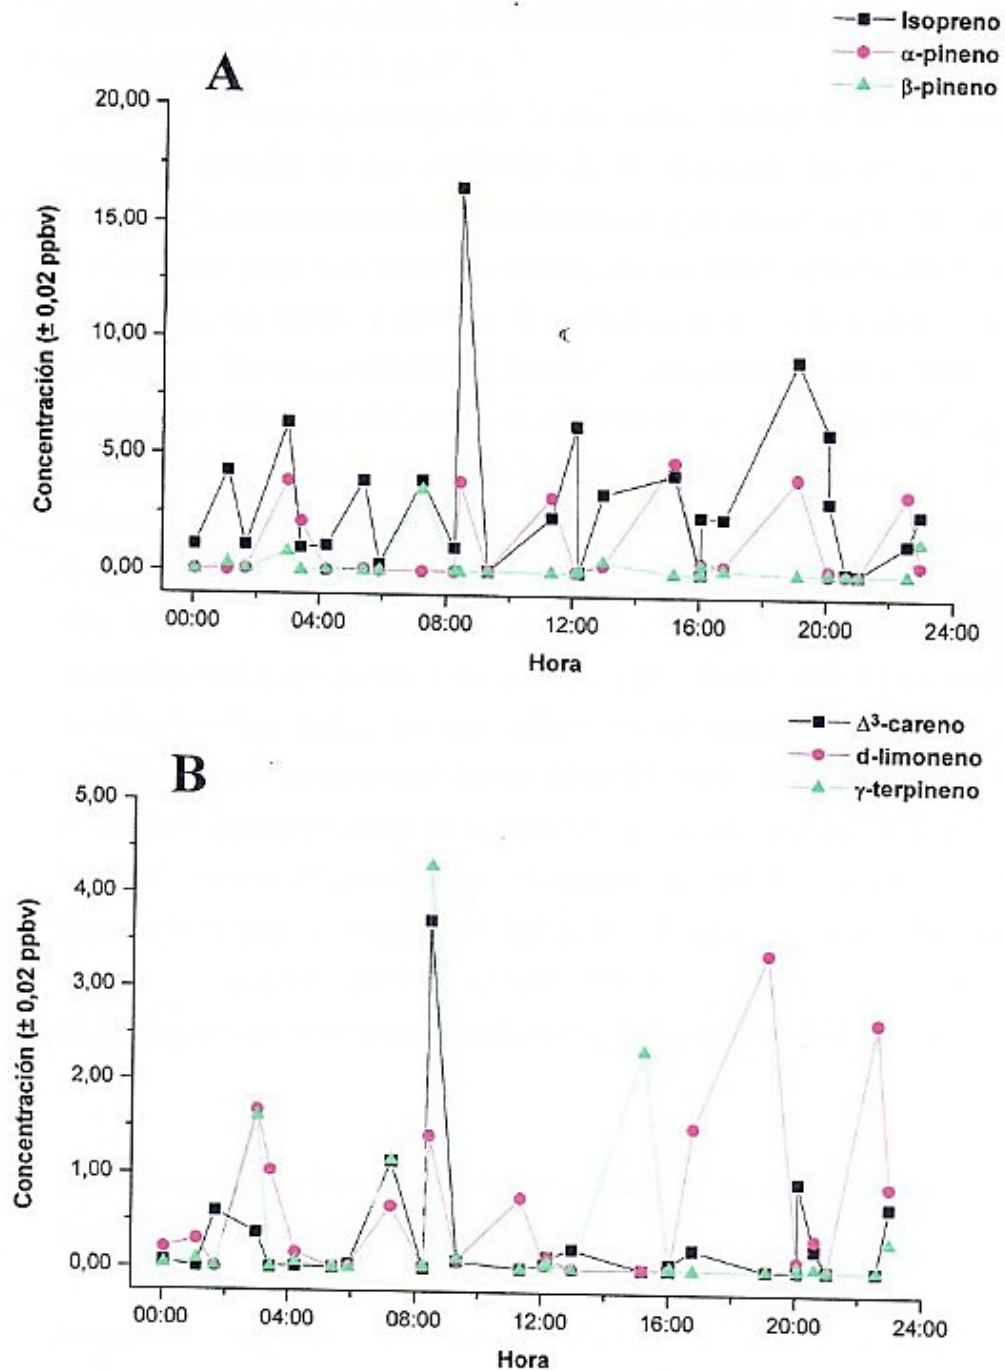 Isopreno
α-pineno
β-pineno
A
20,00
15,00
10,00
5,00
0,00
Concentración (± 0,02 ppbv)
00:00 04:00 08:00 12:00 16:00 20:00 24:00
Hora
Δ³-careno
d-limoneno
γ-terpineno
B
5,00
4,00
3,00
2,00
1,00
0,00
Concentración (± 0,02 ppbv)
00:00 04:00 08:00 12:00 16:00 20:00 24:00
Hora